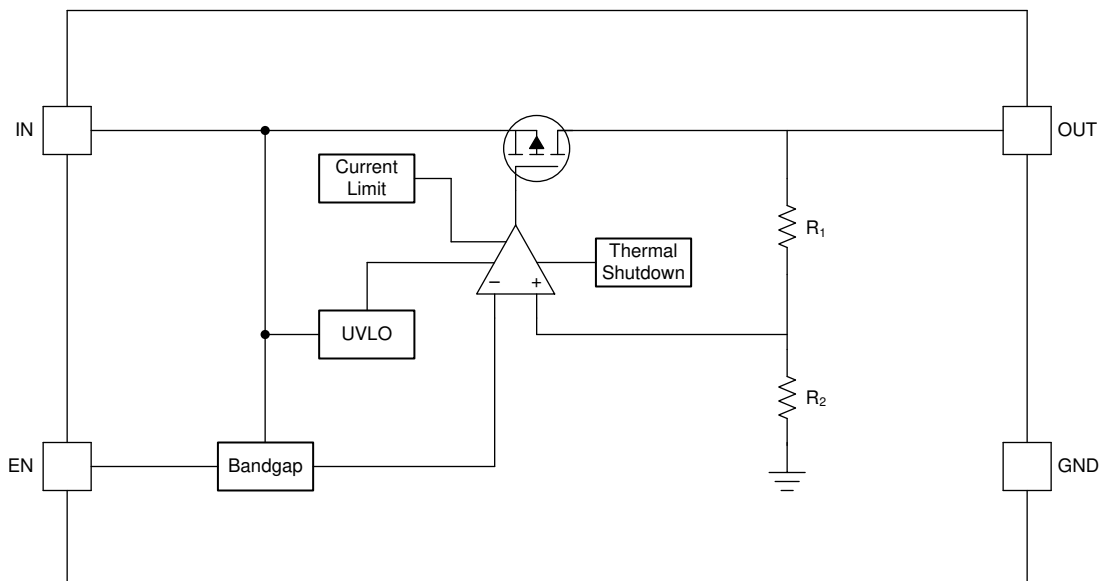 IN
OUT
Current
Limit
R₁
Thermal
Shutdown
−
+
UVLO
R₂
EN
Bandgap
GND